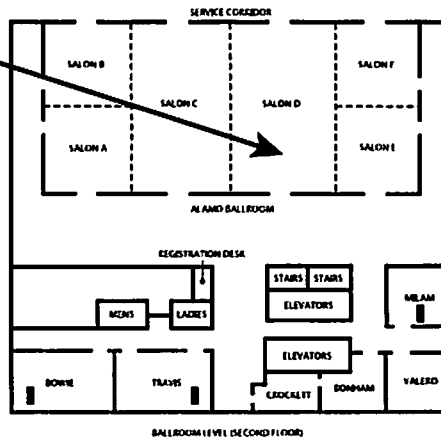 SERVICE CORRIDOR
SALON B
SALON F
SALON C
SALON D
SALON A
SALON E
ALAMO BALLROOM
REGISTRATION DESK
STAIRS STAIRS
ELEVATORS
MILAM
MENS
LADIES
ELEVATORS
BOWIE
TRAVIS
CROCKETT
BONHAM
VALERO
BALLROOM LEVEL (SECOND FLOOR)